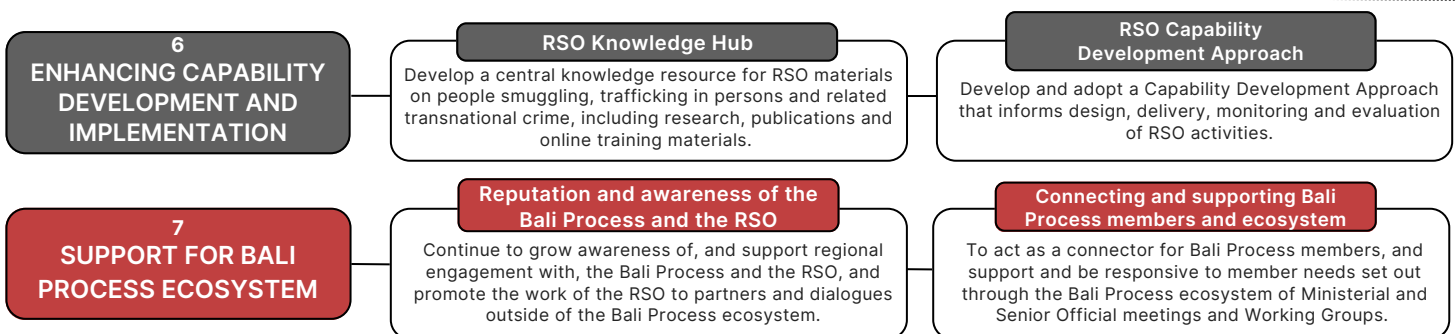 6
ENHANCING CAPABILITY
DEVELOPMENT AND
IMPLEMENTATION
RSO Knowledge Hub
Develop a central knowledge resource for RSO materials
on people smuggling, trafficking in persons and related
transnational crime, including research, publications and
online training materials.
RSO Capability
Development Approach
Develop and adopt a Capability Development Approach
that informs design, delivery, monitoring and evaluation
of RSO activities.
7
SUPPORT FOR BALI
PROCESS ECOSYSTEM
Reputation and awareness of the
Bali Process and the RSO
Continue to grow awareness of, and support regional
engagement with, the Bali Process and the RSO, and
promote the work of the RSO to partners and dialogues
outside of the Bali Process ecosystem.
Connecting and supporting Bali
Process members and ecosystem
To act as a connector for Bali Process members, and
support and be responsive to member needs set out
through the Bali Process ecosystem of Ministerial and
Senior Official meetings and Working Groups.